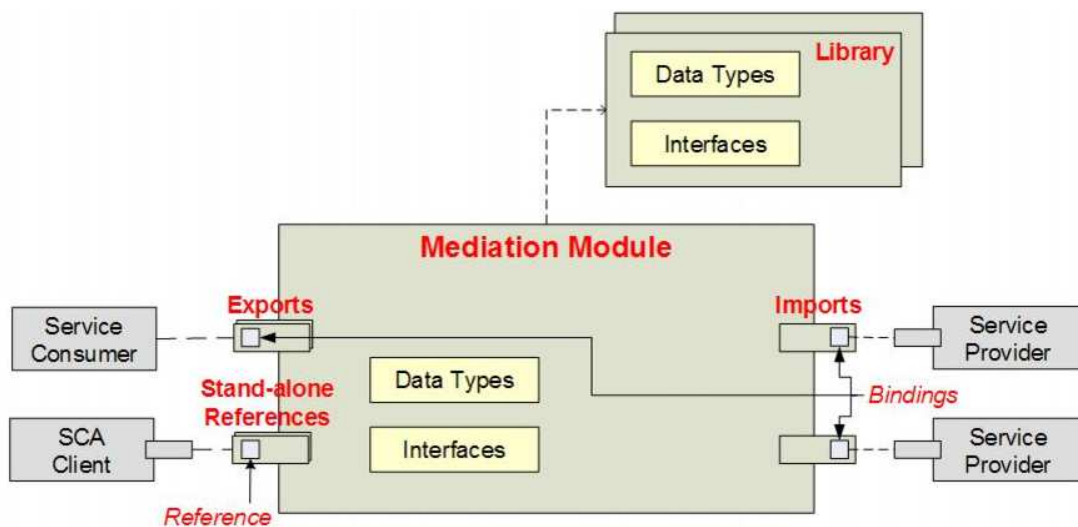 Library
Data Types
Interfaces
Mediation Module
Exports
Imports
Service
Consumer
Service
Provider
Data Types
Stand-alone
References
Bindings
Interfaces
SCA
Client
Service
Provider
Reference